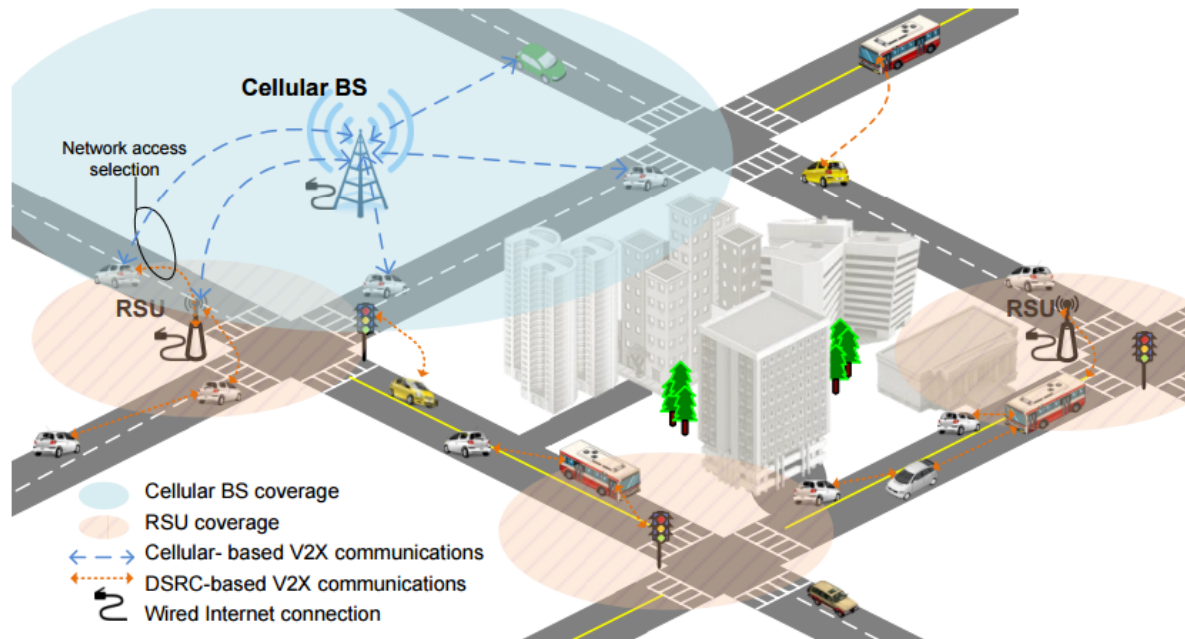 Cellular BS
Network access
selection
RSU
RSU
Cellular BS coverage
RSU coverage
Cellular- based V2X communications
DSRC-based V2X communications
Wired Internet connection